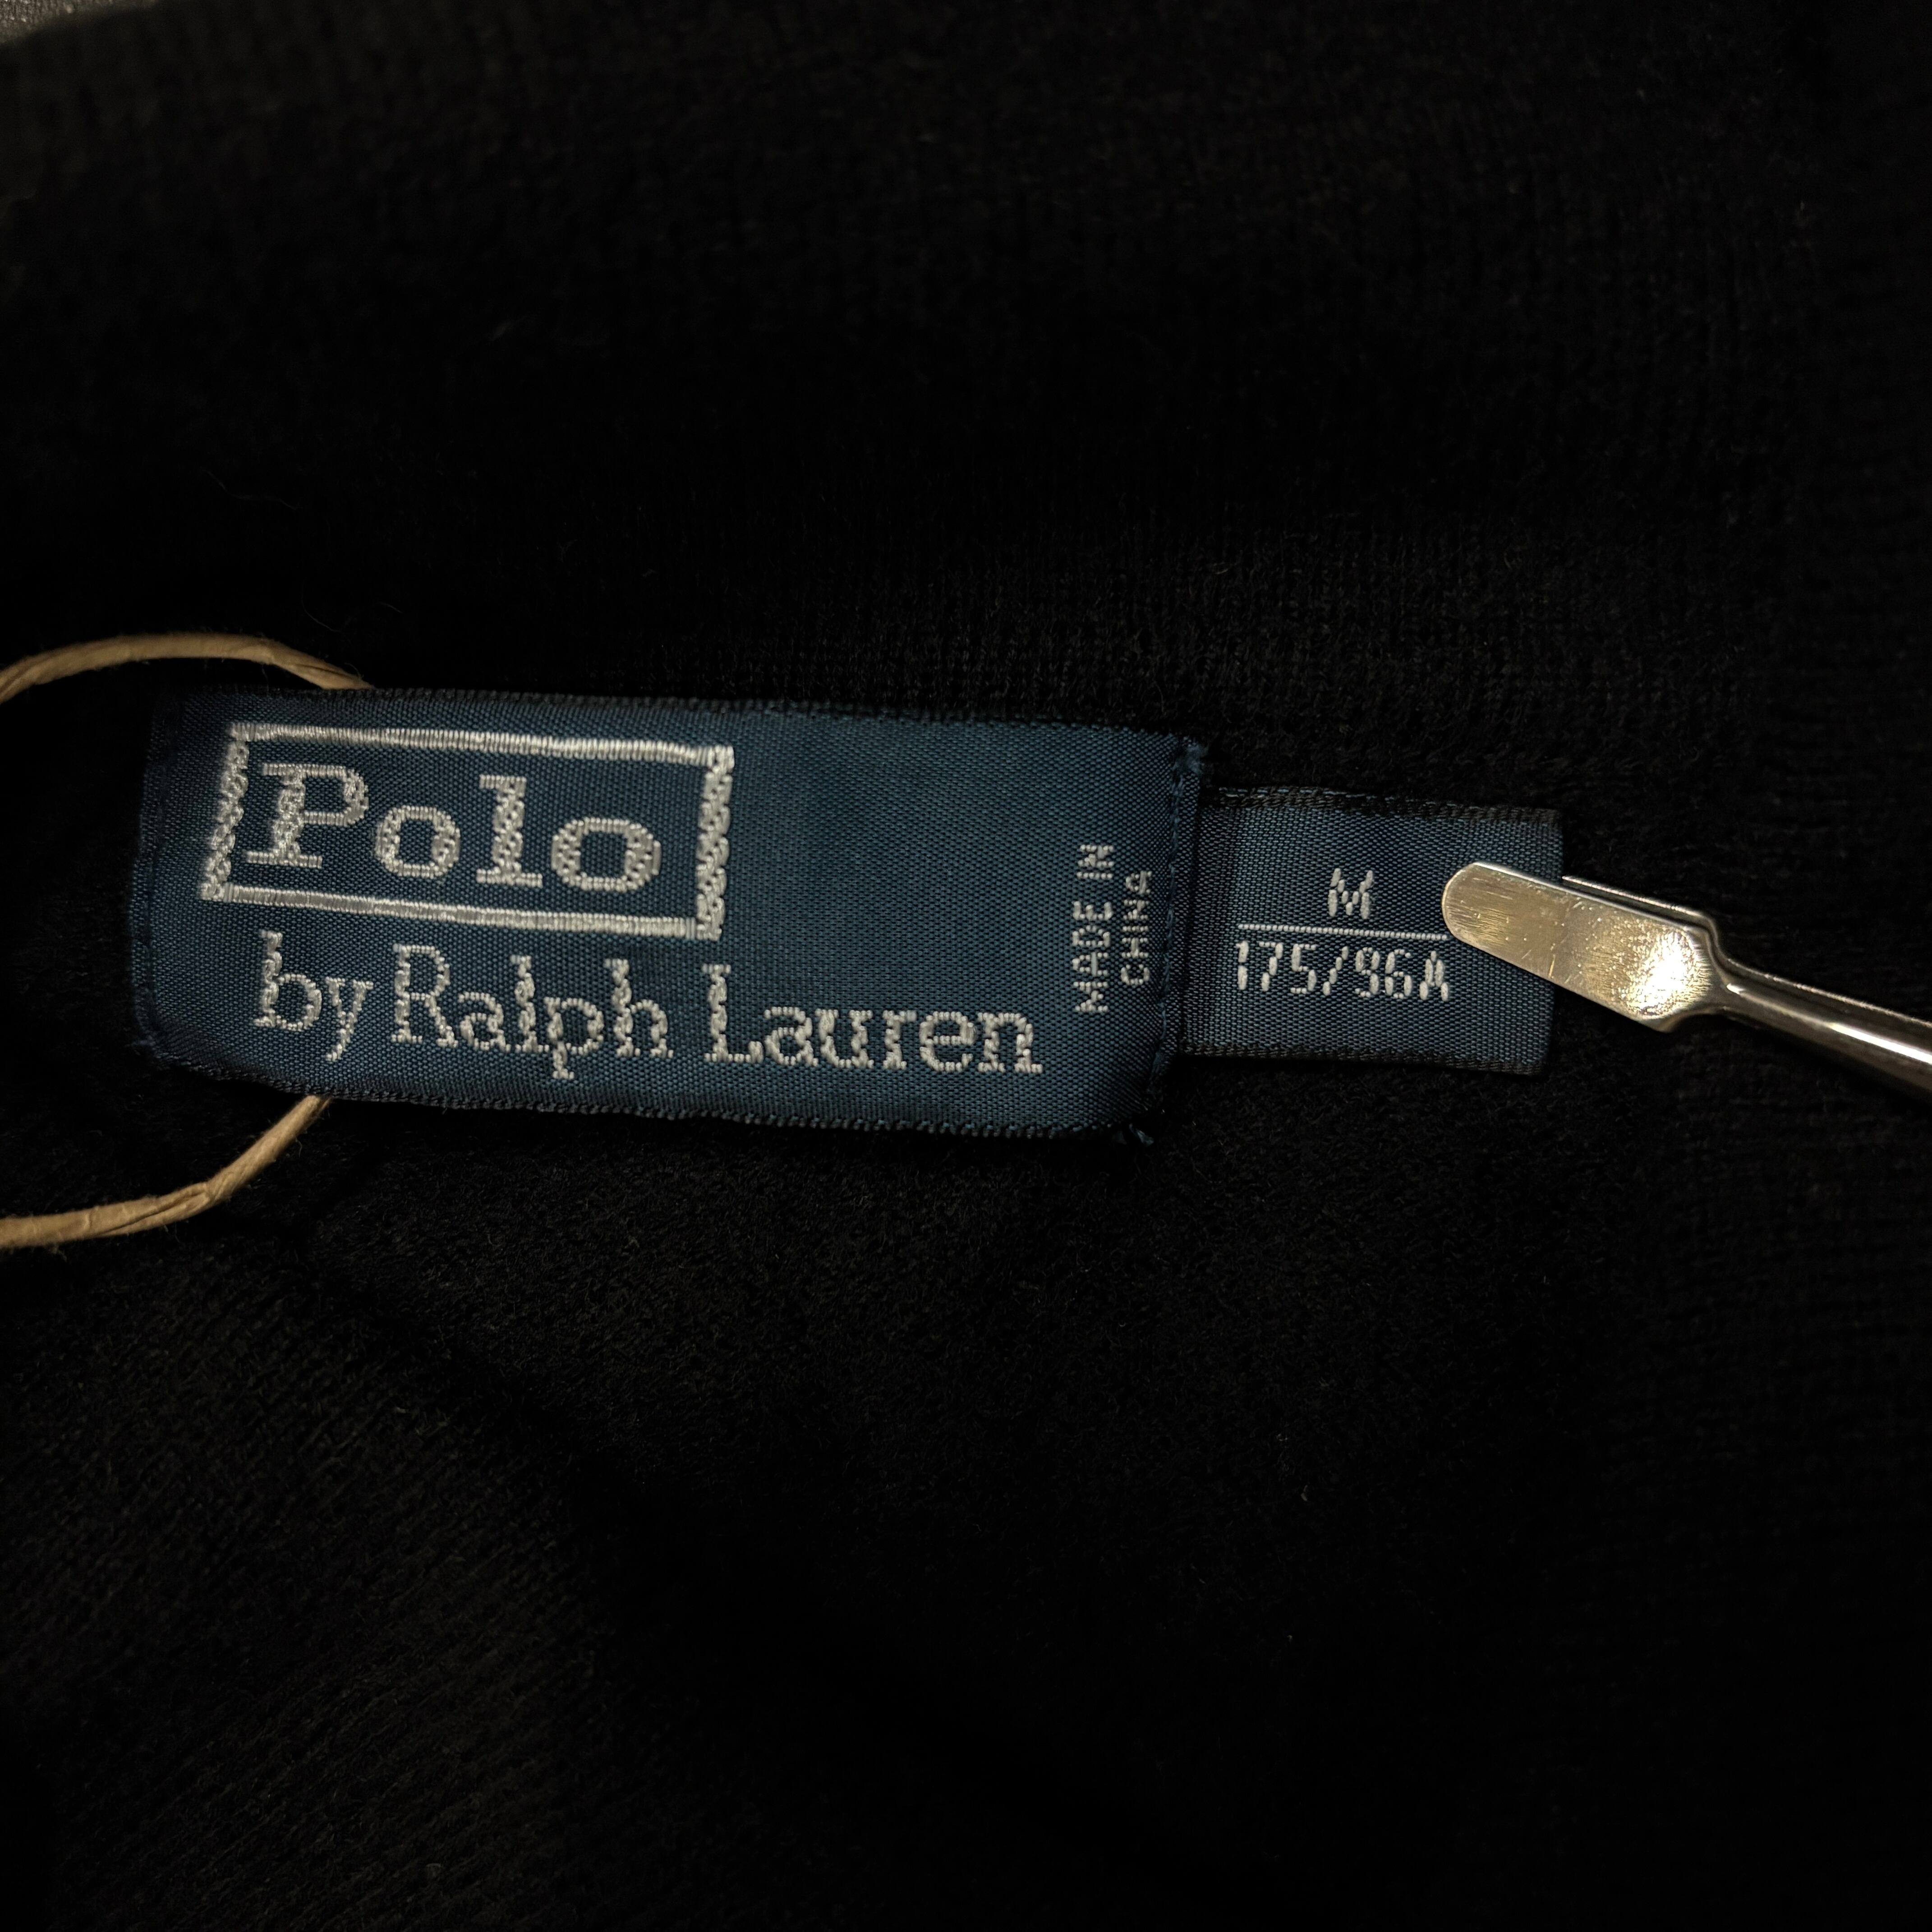 Polo
by Ralph Lauren
MADE IN
CHINA
M
175/96A